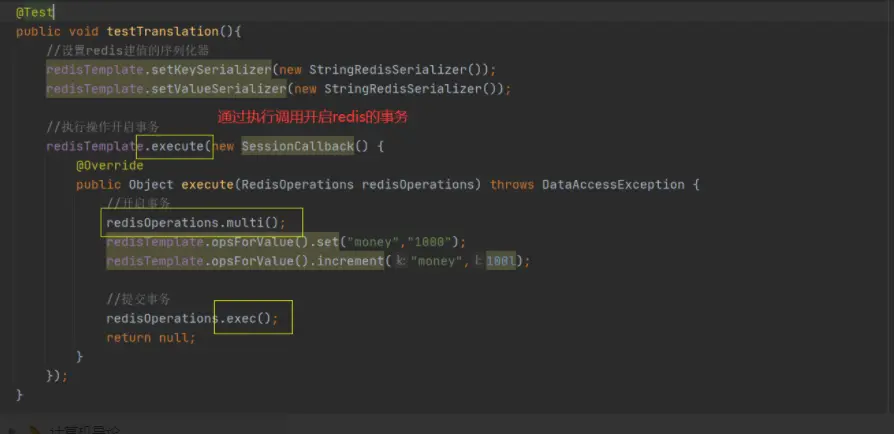 @Test
public void testTranslation(){
//设置redis建值的序列化器
redisTemplate.setKeySerializer(new StringRedisSerializer());
redisTemplate.setValueSerializer(new StringRedisSerializer());
通过执行调用开启redis的事务
//执行操作开启事务
redisTemplate.execute(new SessionCallback() {
@Override
public Object execute(RedisOperations redisOperations) throws DataAccessException {
//开启事务
redisOperations.multi();
redisTemplate.opsForValue().set("money","1000");
redisTemplate.opsForValue().increment( k: "money", l: 100l);
//提交事务
redisOperations.exec();
return null;
}
});
}